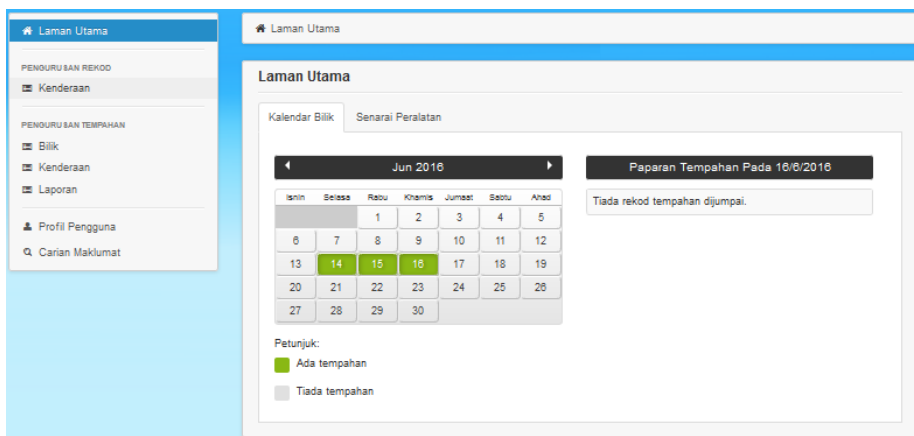 Laman Utama
PENGURUSAN REKOD
Kenderaan
PENGURUSAN TEMPAHAN
Bilik
Kenderaan
Laporan
Profil Pengguna
Carian Maklumat
Laman Utama
Laman Utama
Kalendar Bilik Senarai Peralatan
Jun 2016
Isnin Selasa Rabu Khamis Jumaat Sabtu Ahad
1 2 3 4 5
6 7 8 9 10 11 12
13 14 15 16 17 18 19
20 21 22 23 24 25 26
27 28 29 30
Petunjuk:
Ada tempahan
Tiada tempahan
Paparan Tempahan Pada 16/6/2016
Tiada rekod tempahan dijumpai.